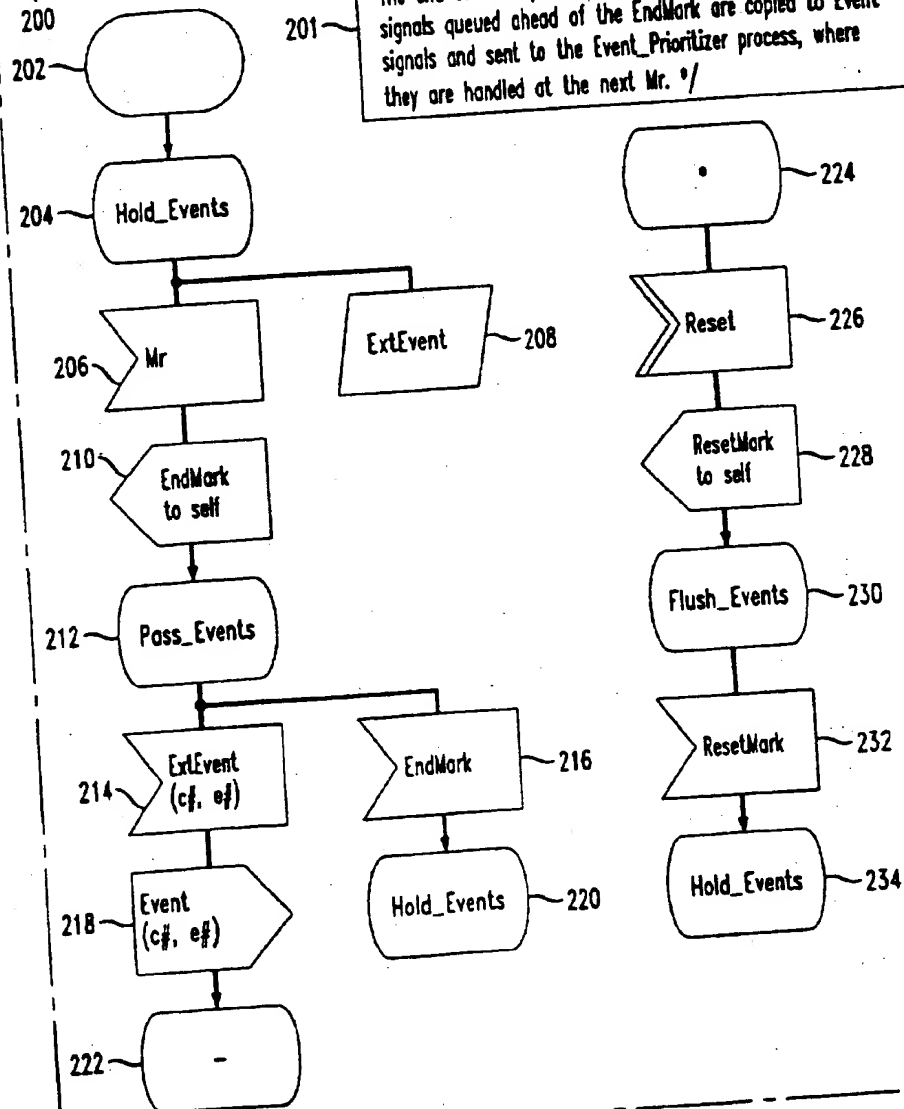 200
201
signals queued ahead of the EndMark are copied to Event
signals and sent to the Event_Prioritizer process, where
they are handled at the next Mr. */
202
204
Hold_Events
206
Mr
ExtEvent
208
210
EndMark
to self
212
Pass_Events
214
ExtEvent
(c#, e#)
EndMark
216
218
Event
(c#, e#)
Hold_Events
220
222
-
*
224
Reset
226
ResetMark
to self
228
Flush_Events
230
ResetMark
232
Hold_Events
234